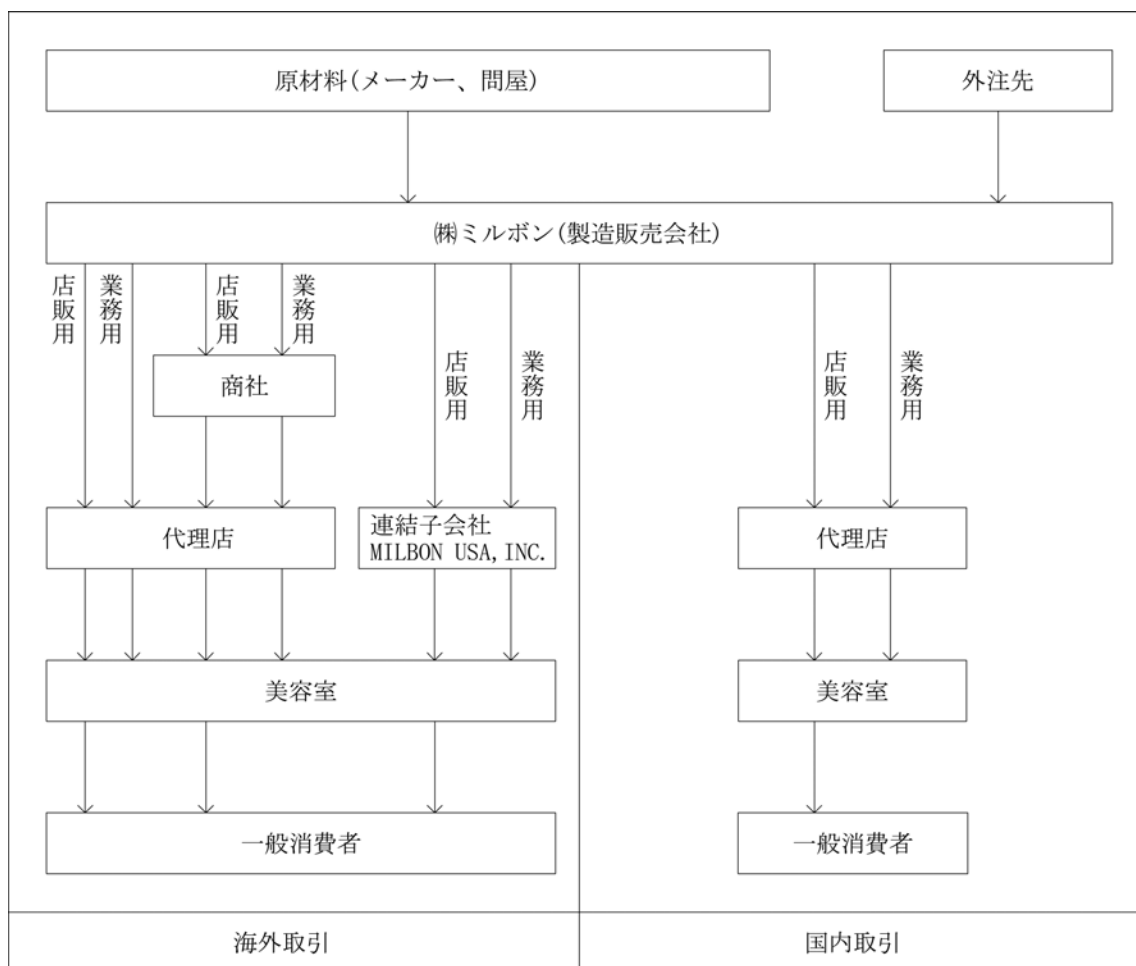 原材料(メーカー、問屋)
外注先
㈱ミルボン(製造販売会社)
店販用
業務用
店販用
業務用
店販用
業務用
店販用
業務用
商社
代理店
連結子会社
MILBON USA, INC.
代理店
美容室
美容室
一般消費者
一般消費者
海外取引
国内取引